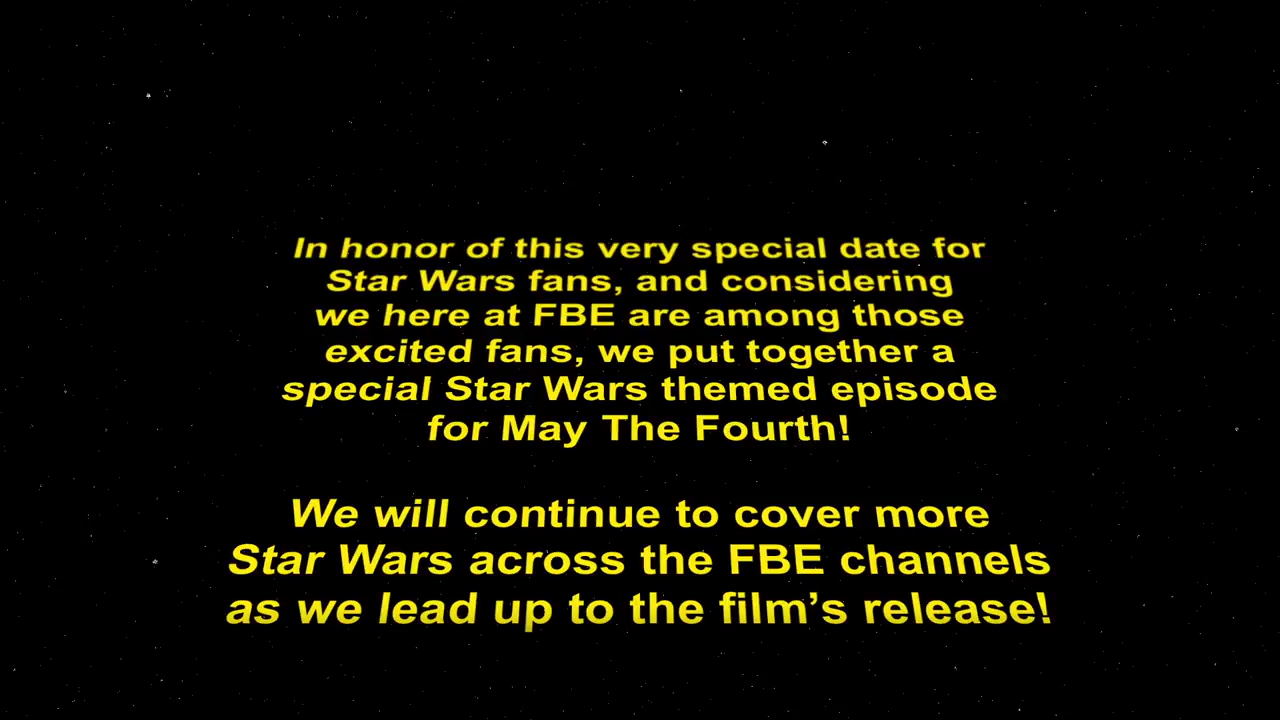 In honor of this very special date for
Star Wars fans, and considering
we here at FBE are among those
excited fans, we put together a
special Star Wars themed episode
for May The Fourth!
We will continue to cover more
Star Wars across the FBE channels
as we lead up to the film’s release!